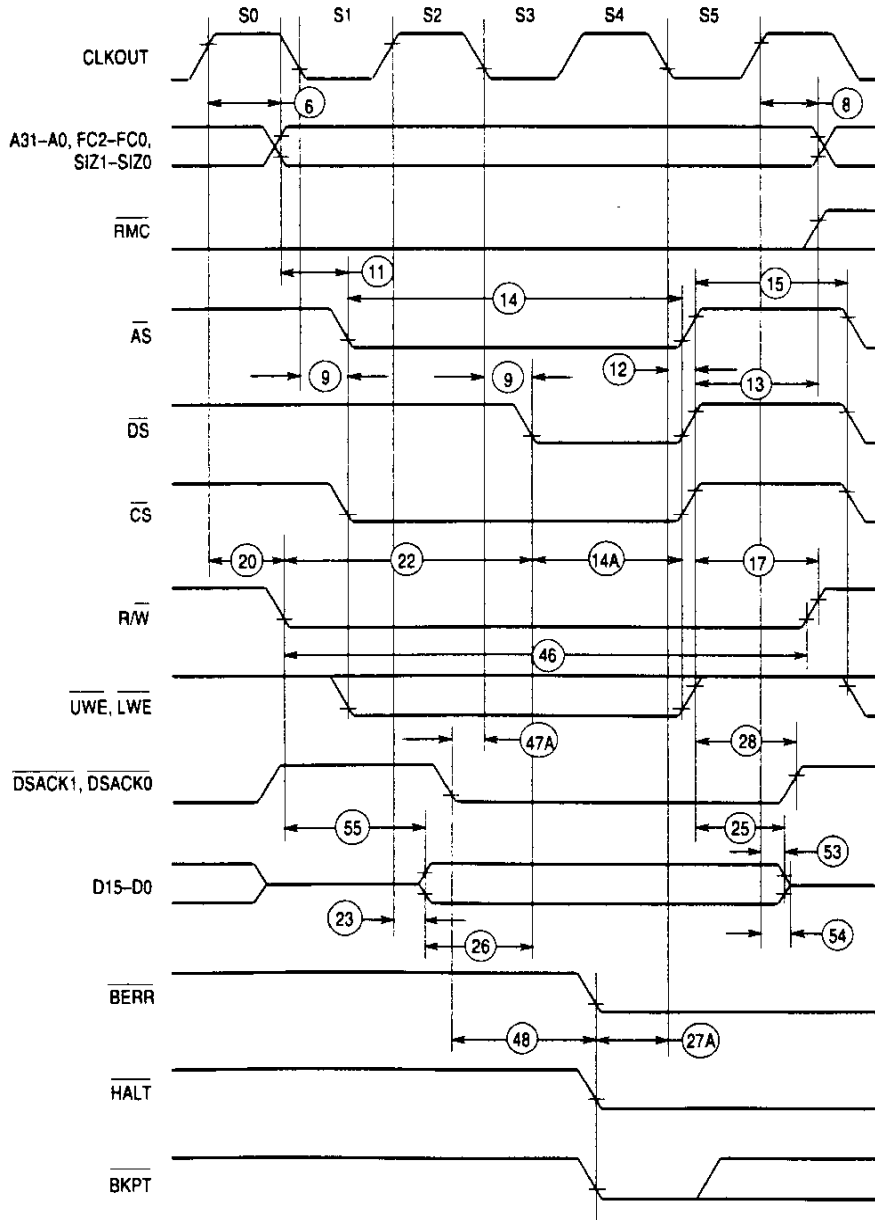 S0 S1 S2 S3 S4 S5
CLKOUT
6 8
A31–A0, FC2–FC0,
SIZ1–SIZ0
RMC
11 15
14
AS
9 9 12 13
DS
CS
20 22 14A 17
R/W
46
UWE, LWE
47A 28
DSACK1, DSACK0
55 25
53
D15–D0
23 54
26
BERR
48 27A
HALT
BKPT